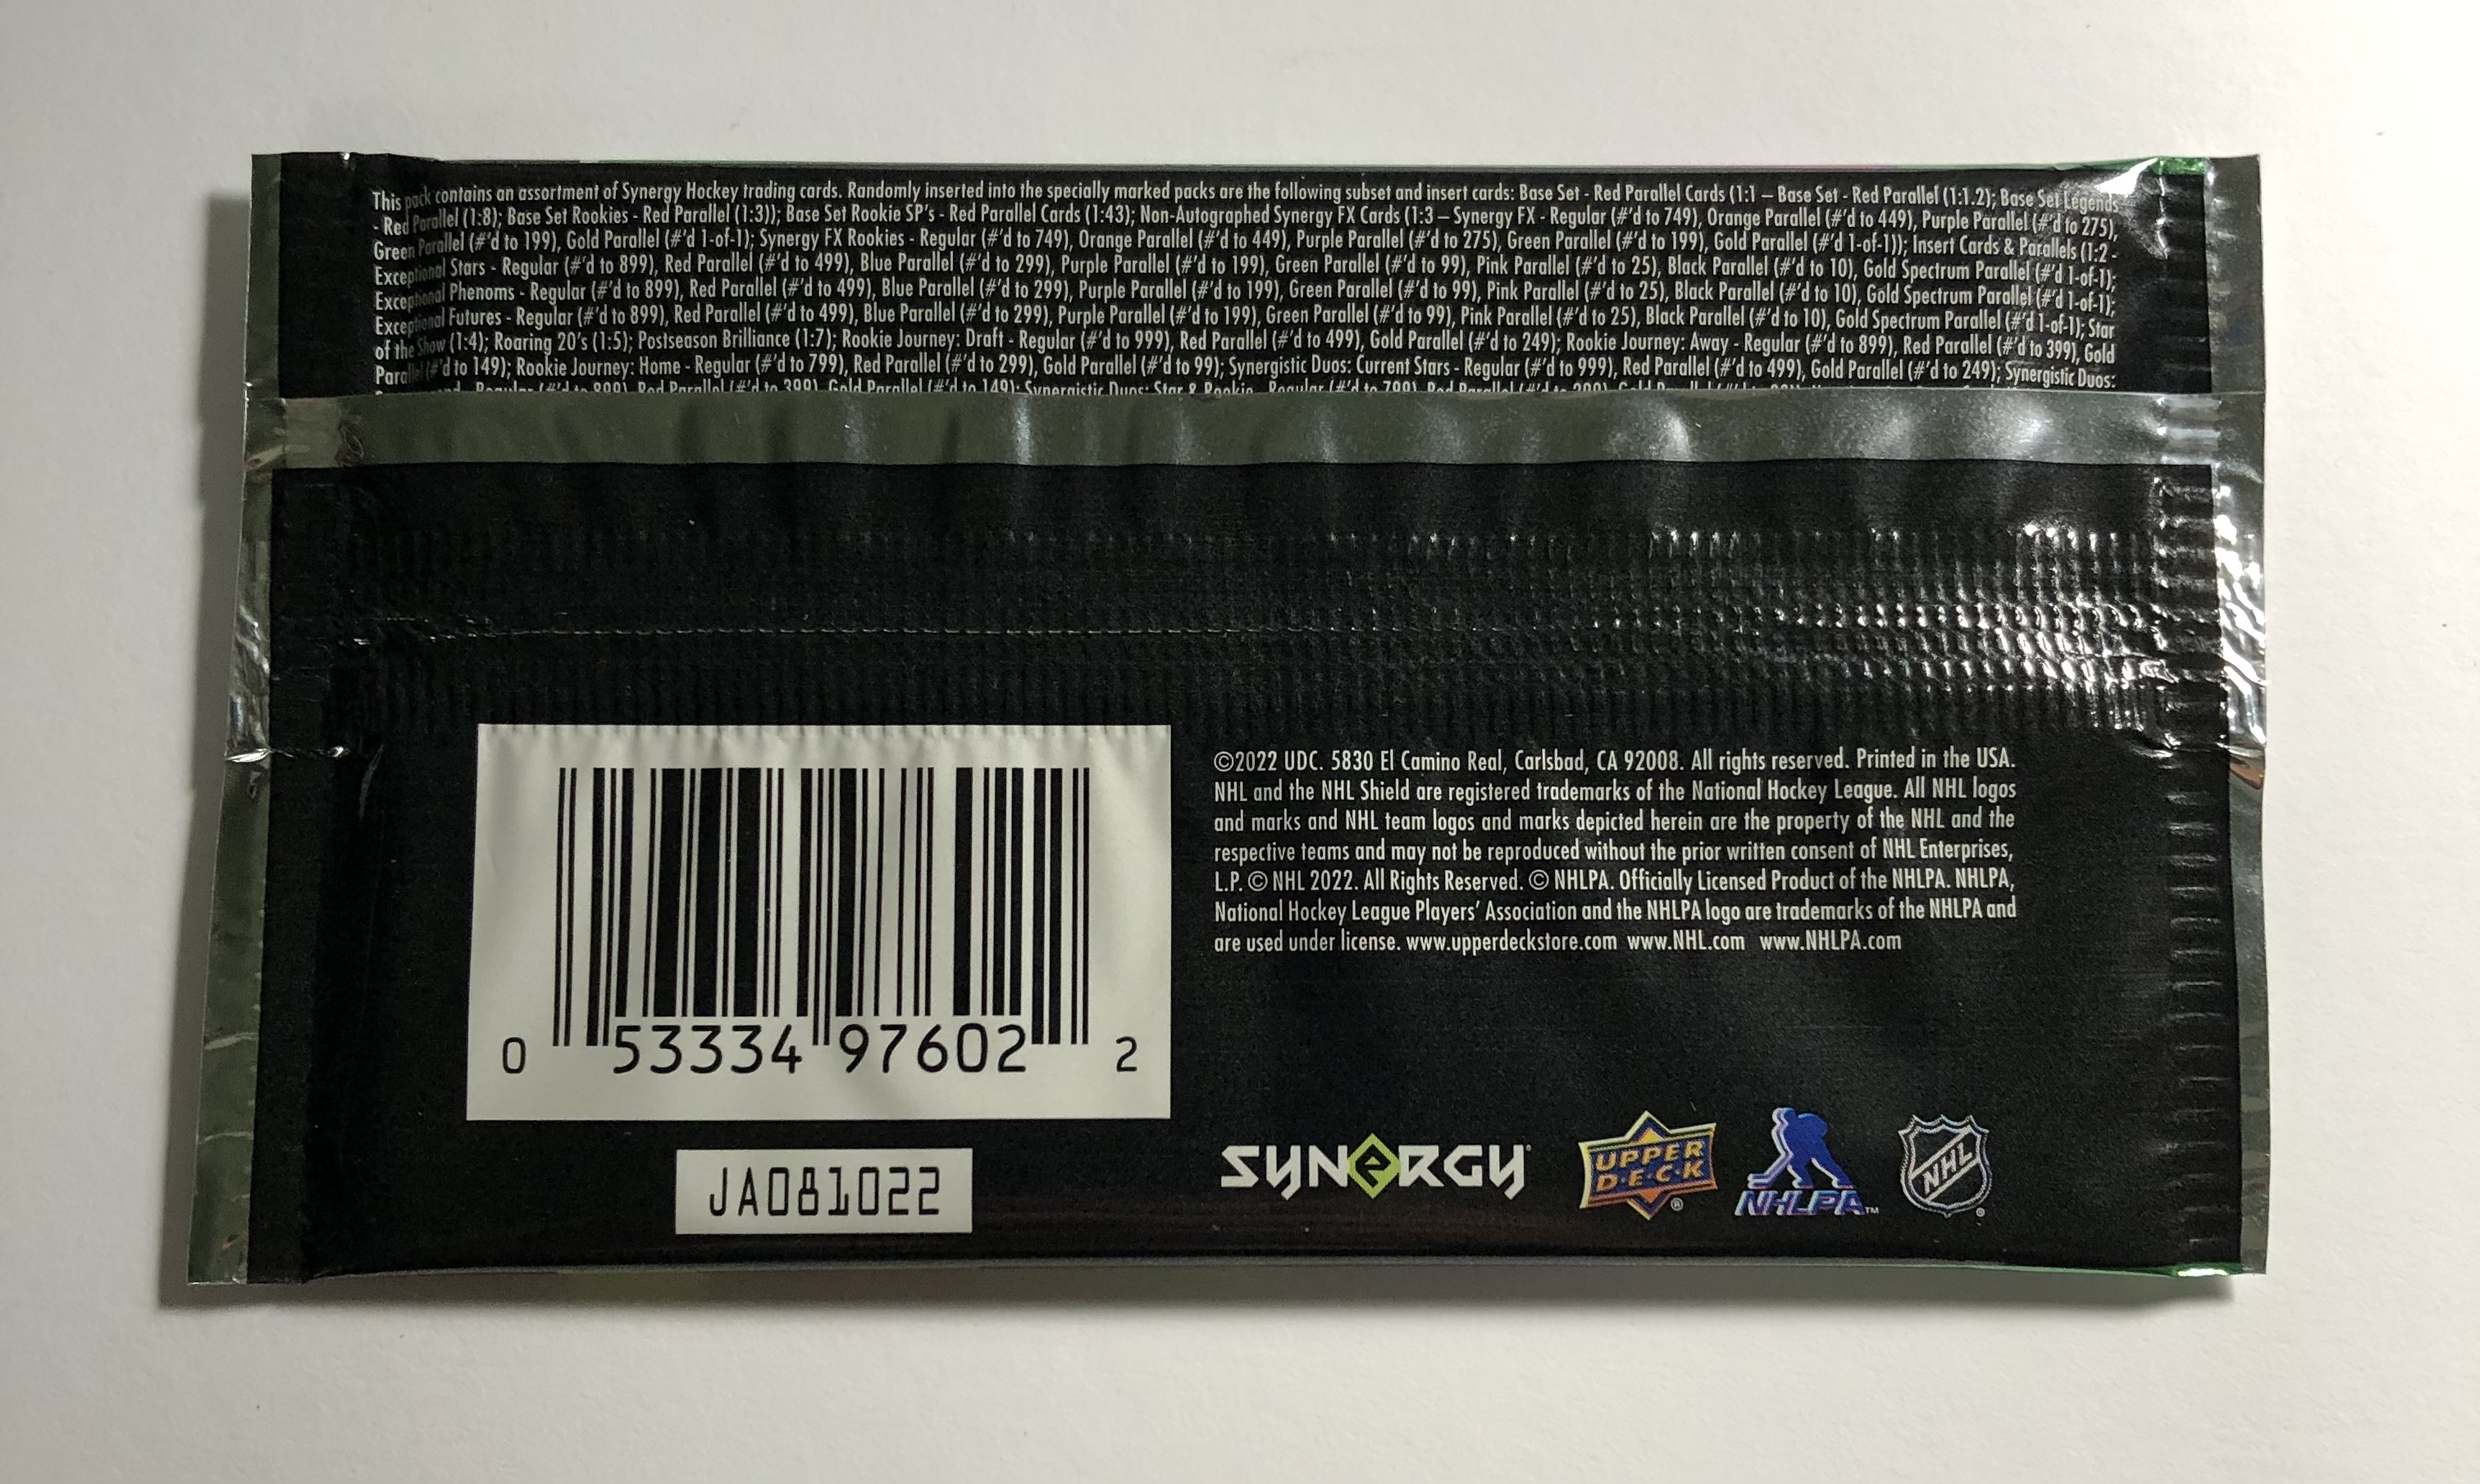 This pack contains an assortment of Synergy Hockey trading cards. Randomly inserted into the specially marked packs are the following subset and insert cards: Base Set - Red Parallel Cards (1:1 – Base Set - Red Parallel (1:1.2); Base Set Legends
- Red Parallel (1:8); Base Set Rookies - Red Parallel (1:3)); Base Set Rookie SP's - Red Parallel Cards (1:43); Non-Autographed Synergy FX Cards (1:3 – Synergy FX - Regular (#'d to 749), Orange Parallel (#'d to 449), Purple Parallel (#'d to 275),
Green Parallel (#'d to 199), Gold Parallel (#'d 1-of-1); Synergy FX Rookies - Regular (#'d to 749), Orange Parallel (#'d to 449), Purple Parallel (#'d to 275), Green Parallel (#'d to 199), Gold Parallel (#'d 1-of-1)); Insert Cards & Parallels (1:2 -
Exceptional Stars - Regular (#'d to 899), Red Parallel (#'d to 499), Blue Parallel (#'d to 299), Purple Parallel (#'d to 199), Green Parallel (#'d to 99), Pink Parallel (#'d to 25), Black Parallel (#'d to 10), Gold Spectrum Parallel (#'d 1-of-1);
Exceptional Phenoms - Regular (#'d to 899), Red Parallel (#'d to 499), Blue Parallel (#'d to 299), Purple Parallel (#'d to 199), Green Parallel (#'d to 99), Pink Parallel (#'d to 25), Black Parallel (#'d to 10), Gold Spectrum Parallel (#'d 1-of-1);
Exceptional Futures - Regular (#'d to 899), Red Parallel (#'d to 499), Blue Parallel (#'d to 299), Purple Parallel (#'d to 199), Green Parallel (#'d to 99), Pink Parallel (#'d to 25), Black Parallel (#'d to 10), Gold Spectrum Parallel (#'d 1-of-1); Star
of the Show (1:4); Roaring 20's (1:5); Postseason Brilliance (1:7); Rookie Journey: Draft - Regular (#'d to 999), Red Parallel (#'d to 499), Gold Parallel (#'d to 249); Rookie Journey: Away - Regular (#'d to 899), Red Parallel (#'d to 399), Gold
Parallel (#'d to 149); Rookie Journey: Home - Regular (#'d to 799), Red Parallel (#'d to 299), Gold Parallel (#'d to 99); Synergistic Duos: Current Stars - Regular (#'d to 999), Red Parallel (#'d to 499), Gold Parallel (#'d to 249); Synergistic Duos:
Regular (#'d to 899), Red Parallel (#'d to 399), Gold Parallel (#'d to 149); Synergistic Duos: Star & Rookie - Regular (#'d to 799), Red Parallel
©2022 UDC. 5830 El Camino Real, Carlsbad, CA 92008. All rights reserved. Printed in the USA.
NHL and the NHL Shield are registered trademarks of the National Hockey League. All NHL logos
and marks and NHL team logos and marks depicted herein are the property of the NHL and the
respective teams and may not be reproduced without the prior written consent of NHL Enterprises,
L.P. © NHL 2022. All Rights Reserved. © NHLPA. Officially Licensed Product of the NHLPA. NHLPA,
National Hockey League Players' Association and the NHLPA logo are trademarks of the NHLPA and
are used under license. www.upperdeckstore.com www.NHL.com www.NHLPA.com
0 53334 97602 2
JA081022
SYNERGY
UPPER
D·E·C·K®
NHLPA™
NHL®